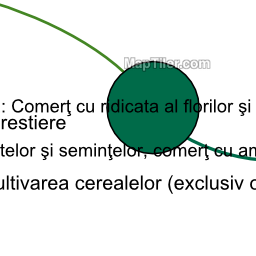 MapTiler.com
: Comerţ cu ridicata al florilor şi
restiere
telor şi seminţelor, comerţ cu am
ultivarea cerealelor (exclusiv o